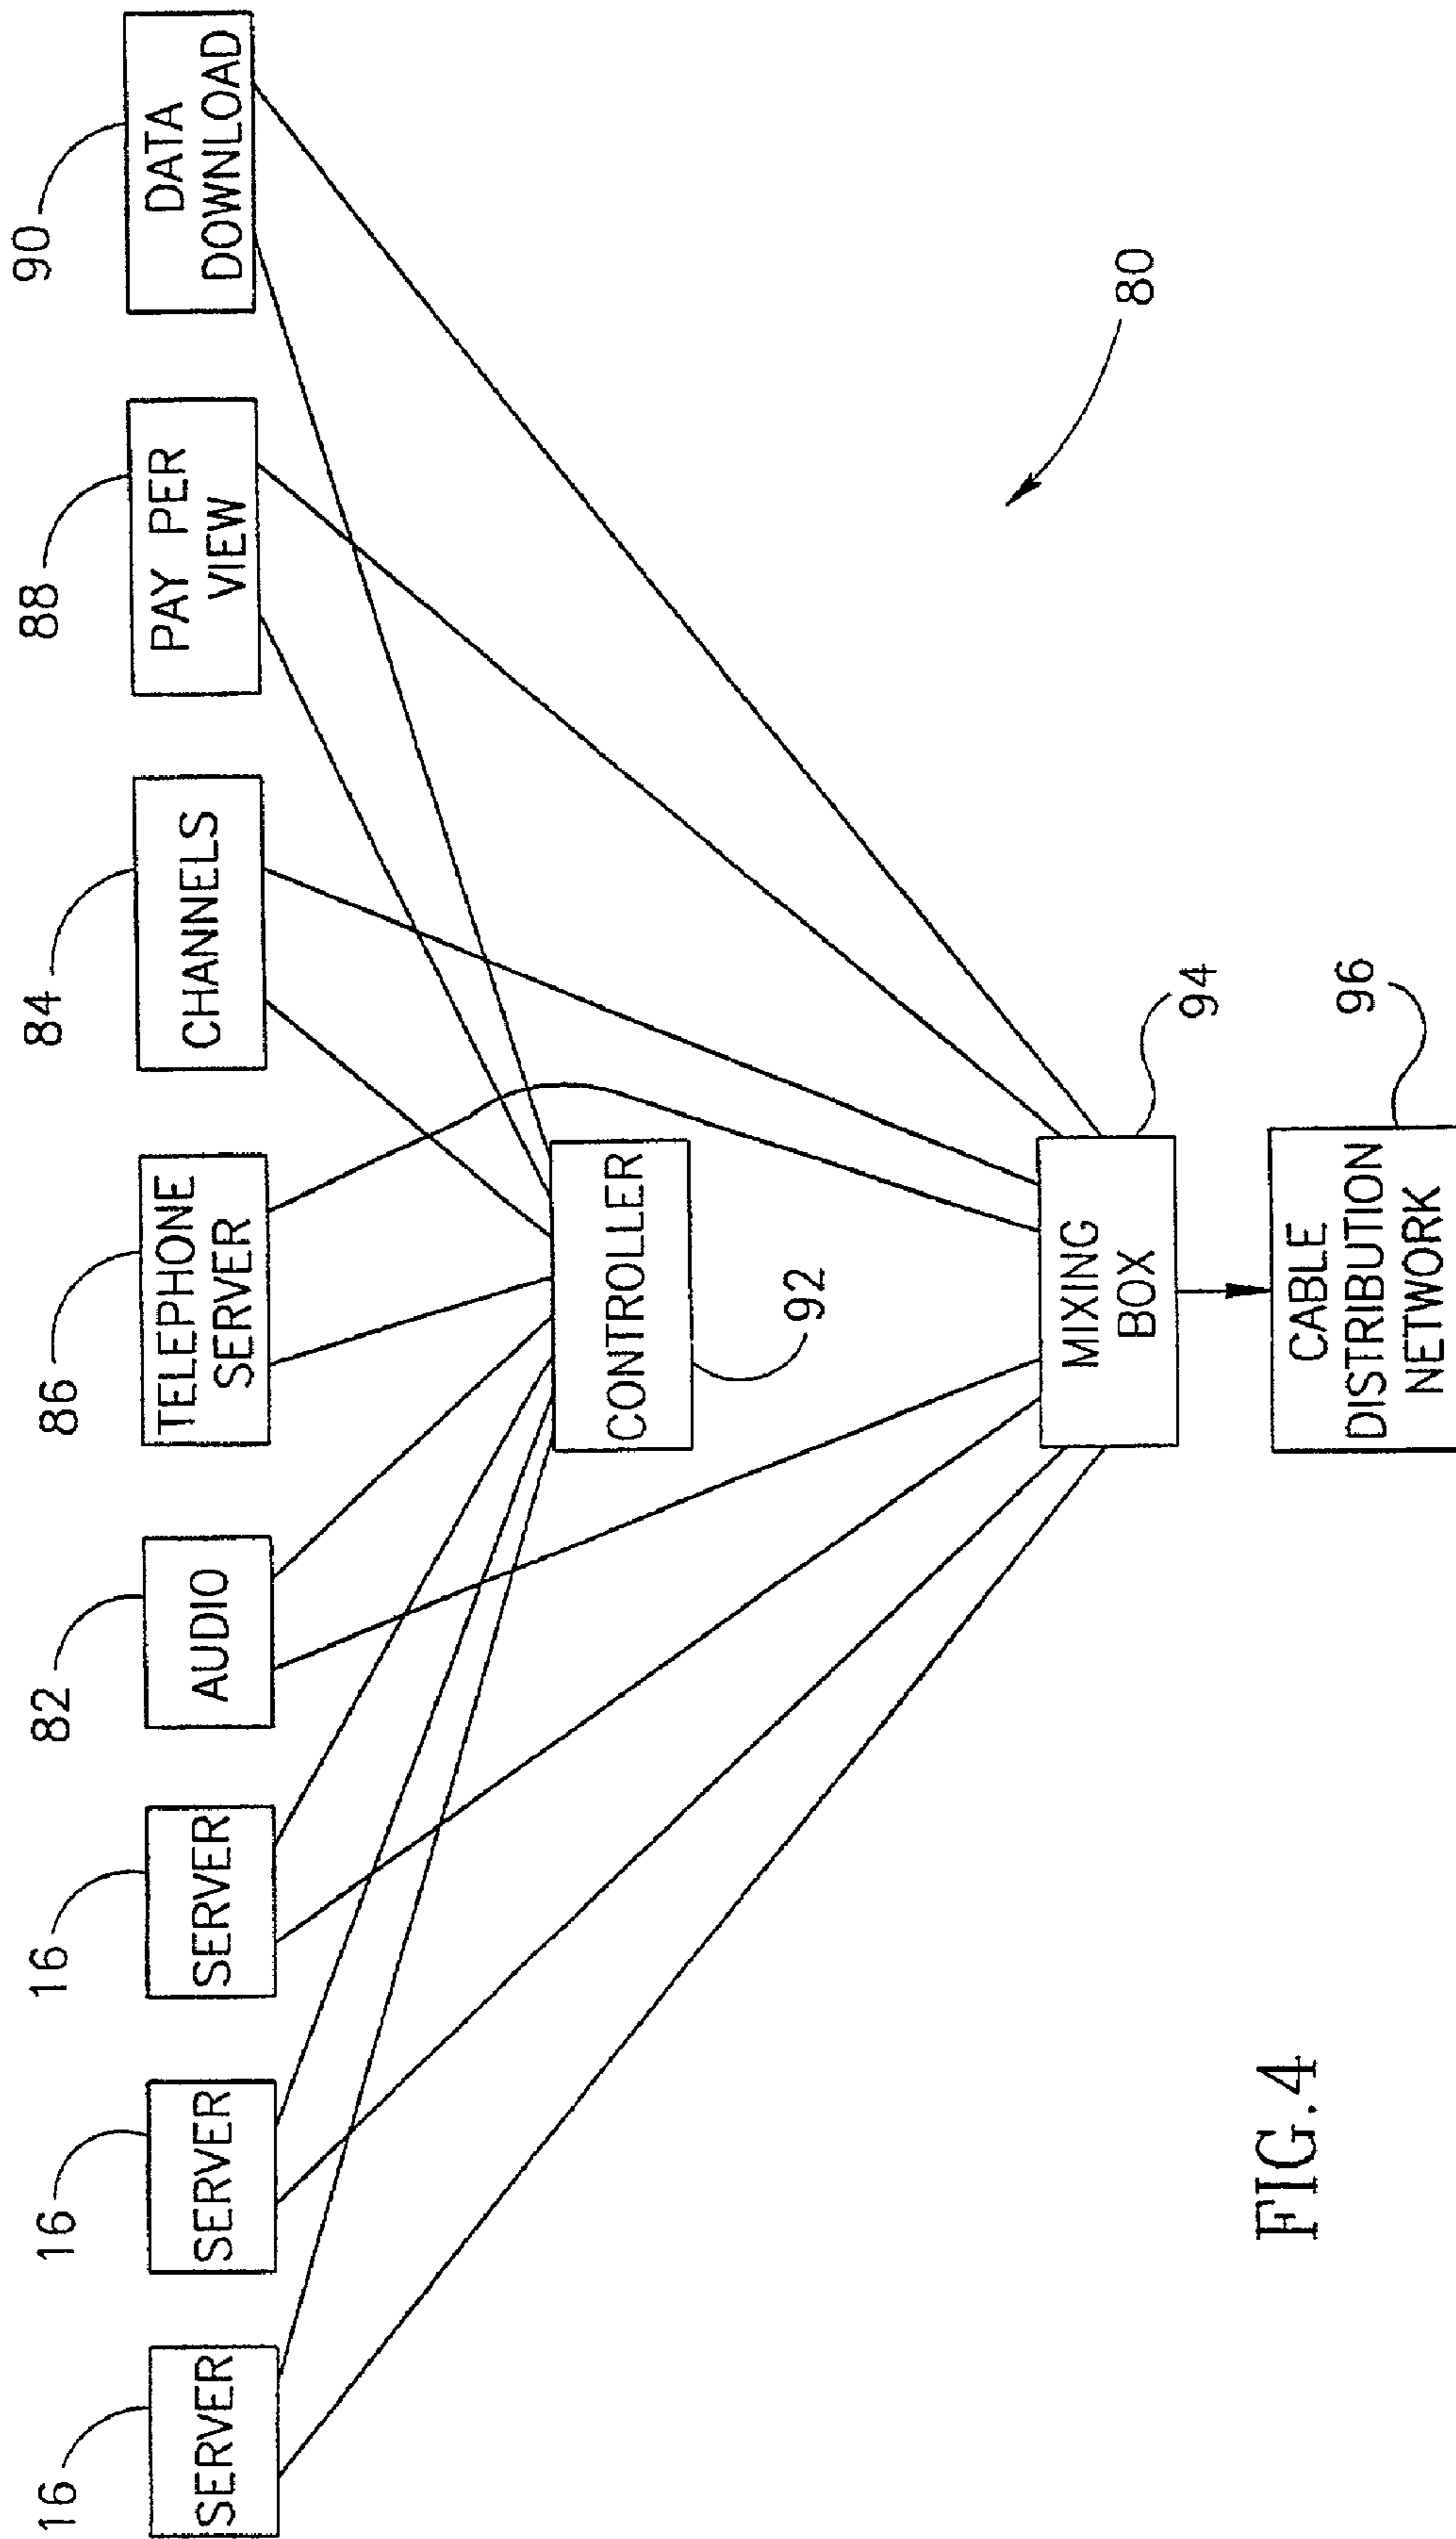 16
SERVER
16
SERVER
16
SERVER
82
AUDIO
86
TELEPHONE
SERVER
84
CHANNELS
88
PAY PER
VIEW
90
DATA
DOWNLOAD
CONTROLLER
92
80
MIXING
BOX
94
CABLE
DISTRIBUTION
NETWORK
96
FIG.4